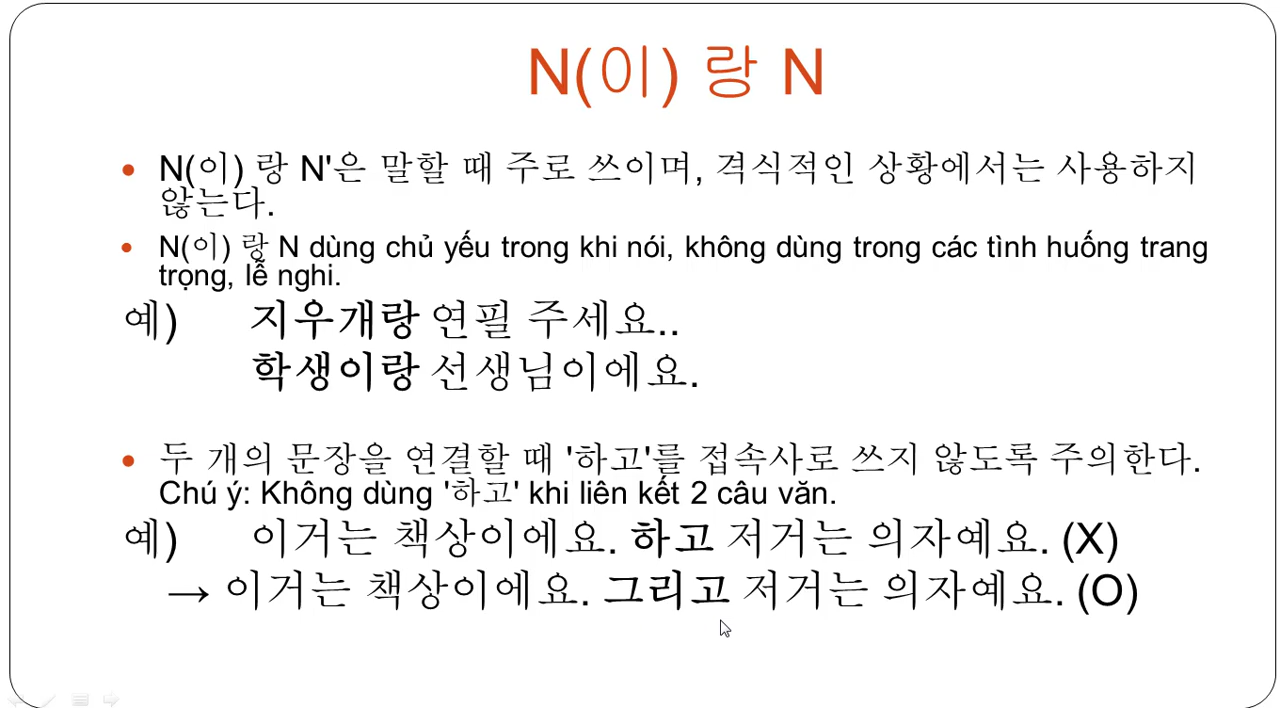 N(이) 랑 N
• N(이) 랑 N'은 말할 때 주로 쓰이며, 격식적인 상황에서는 사용하지
않는다.
• N(이) 랑 N dùng chủ yếu trong khi nói, không dùng trong các tình huống trang
trọng, lễ nghi.
예) 지우개랑 연필 주세요..
학생이랑 선생님이에요.
• 두 개의 문장을 연결할 때 '하고'를 접속사로 쓰지 않도록 주의한다.
Chú ý: Không dùng '하고' khi liên kết 2 câu văn.
예) 이거는 책상이에요. 하고 저거는 의자예요. (X)
→ 이거는 책상이에요. 그리고 저거는 의자예요. (O)